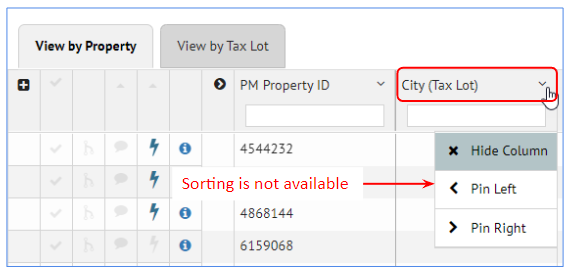 View by Property
View by Tax Lot
PM Property ID
City (Tax Lot)
4544232
Hide Column
Sorting is not available
Pin Left
4868144
Pin Right
6159068